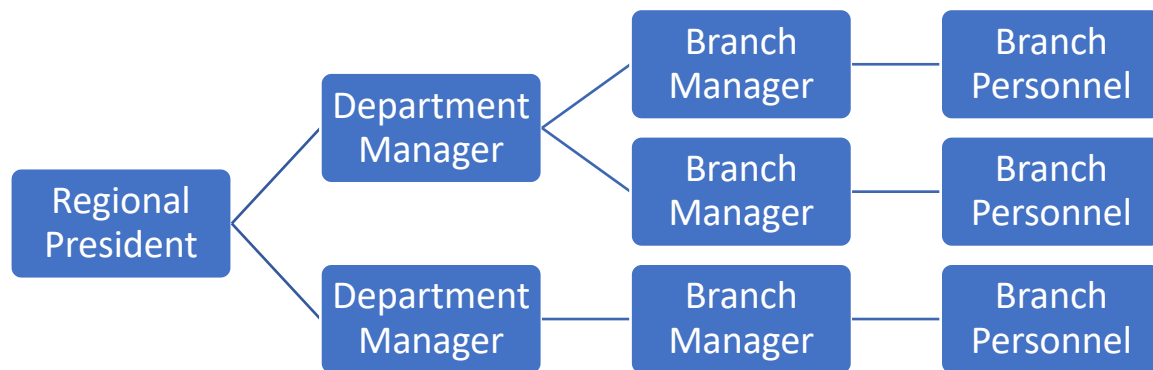 Regional
President
Department
Manager
Department
Manager
Branch
Manager
Branch
Manager
Branch
Manager
Branch
Personnel
Branch
Personnel
Branch
Personnel